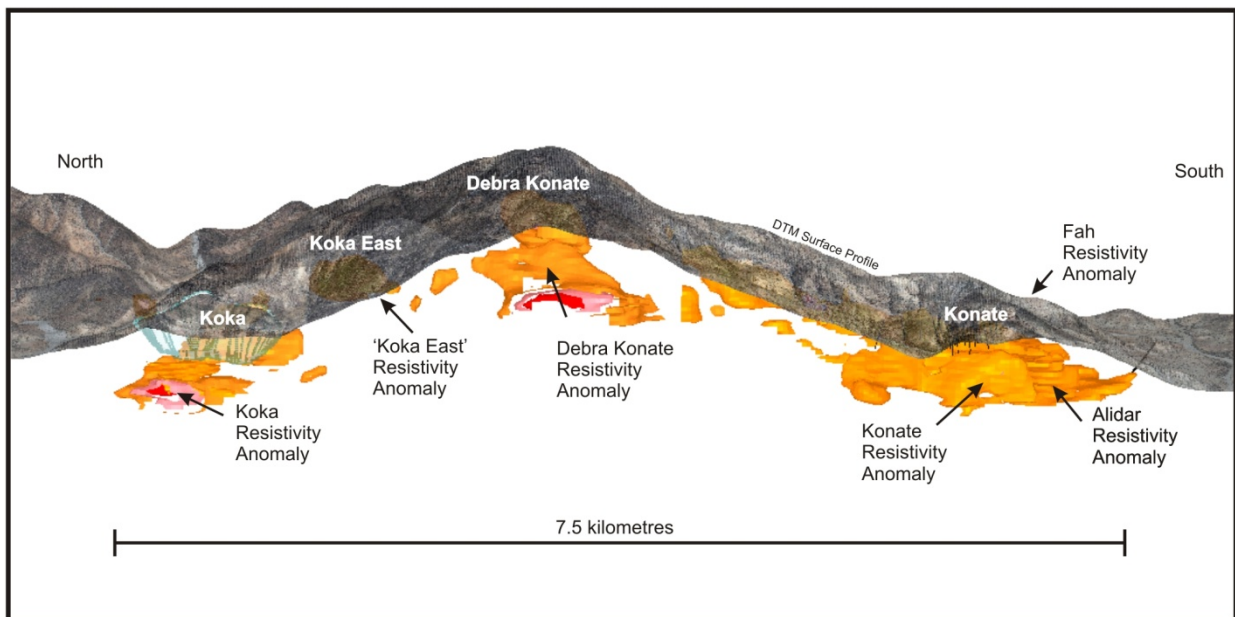 North
South
Debra Konate
Koka East
DTM Surface Profile
Fah
Resistivity
Anomaly
Koka
Konate
'Koka East'
Resistivity
Anomaly
Debra Konate
Resistivity
Anomaly
Koka
Resistivity
Anomaly
Konate
Resistivity
Anomaly
Alidar
Resistivity
Anomaly
7.5 kilometres